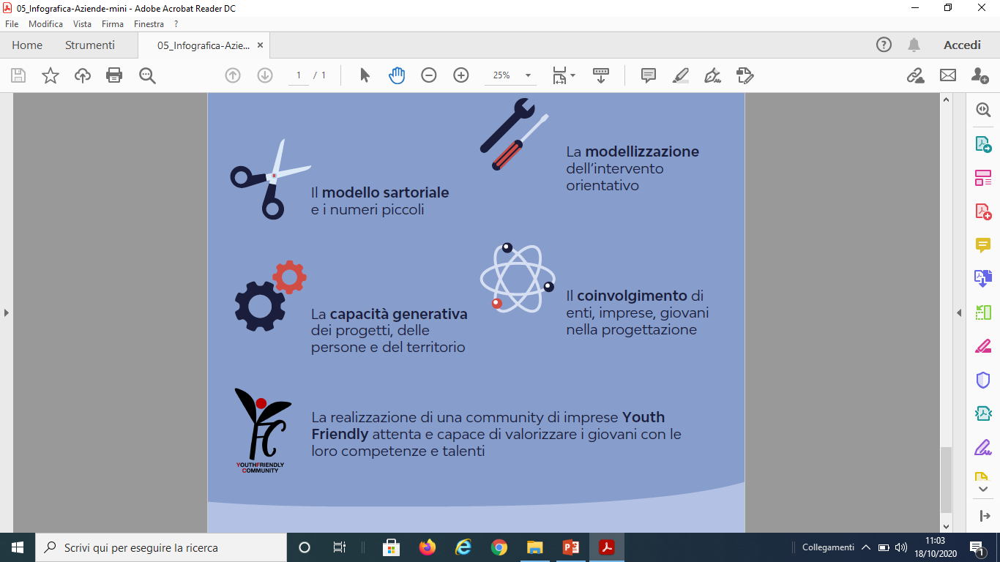 05_Infografica-Aziende-mini - Adobe Acrobat Reader DC
File Modifica Vista Firma Finestra ?
Home Strumenti 05_Infografica-Azie... × Accedi
1 / 1 25%
La modellizzazione
dell'intervento
orientativo
Il modello sartoriale
e i numeri piccoli
La capacità generativa
dei progetti, delle
persone e del territorio
Il coinvolgimento di
enti, imprese, giovani
nella progettazione
La realizzazione di una community di imprese Youth
Friendly attenta e capace di valorizzare i giovani con le
loro competenze e talenti
YFC
YOUTHFRIENDLY
COMMUNITY
Scrivi qui per eseguire la ricerca
Collegamenti
11:03
18/10/2020
1